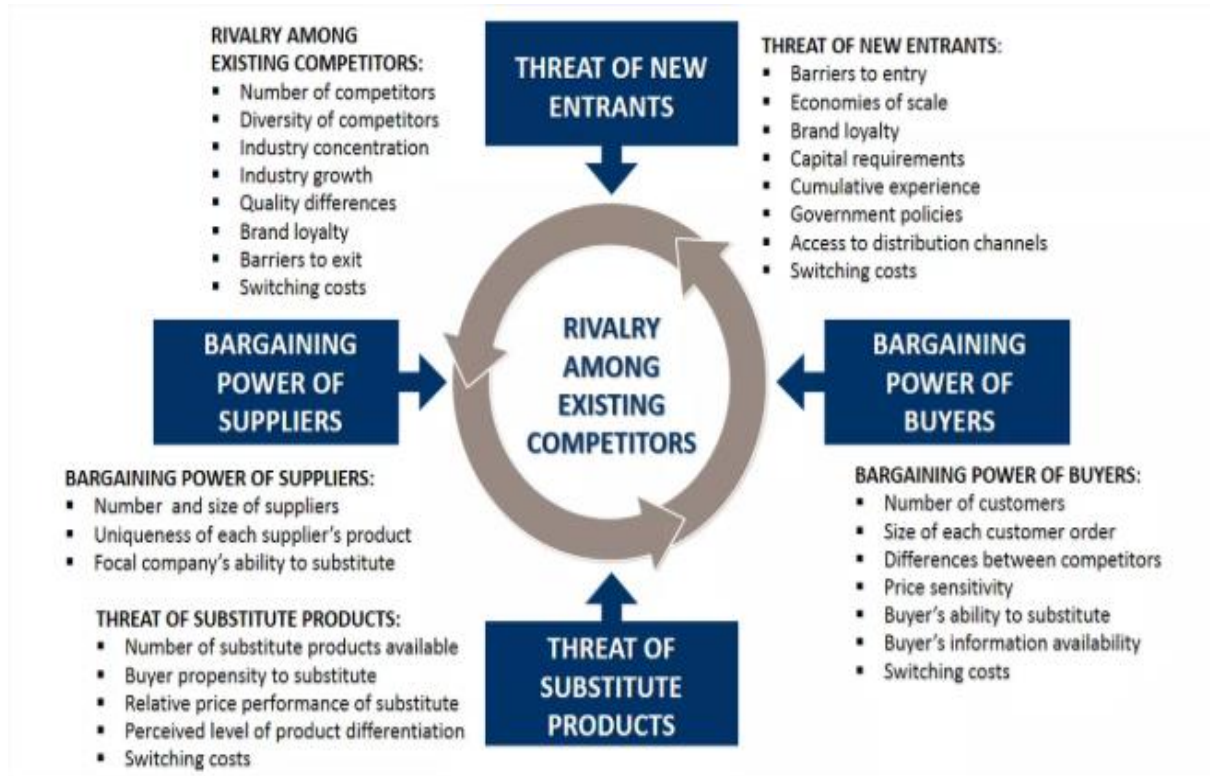 RIVALRY AMONG
EXISTING COMPETITORS:
▪ Number of competitors
▪ Diversity of competitors
▪ Industry concentration
▪ Industry growth
▪ Quality differences
▪ Brand loyalty
▪ Barriers to exit
▪ Switching costs
THREAT OF NEW
ENTRANTS
THREAT OF NEW ENTRANTS:
▪ Barriers to entry
▪ Economies of scale
▪ Brand loyalty
▪ Capital requirements
▪ Cumulative experience
▪ Government policies
▪ Access to distribution channels
▪ Switching costs
BARGAINING
POWER OF
SUPPLIERS
RIVALRY
AMONG
EXISTING
COMPETITORS
BARGAINING
POWER OF
BUYERS
BARGAINING POWER OF SUPPLIERS:
▪ Number and size of suppliers
▪ Uniqueness of each supplier's product
▪ Focal company's ability to substitute
BARGAINING POWER OF BUYERS:
▪ Number of customers
▪ Size of each customer order
▪ Differences between competitors
▪ Price sensitivity
▪ Buyer's ability to substitute
▪ Buyer's information availability
▪ Switching costs
THREAT OF SUBSTITUTE PRODUCTS:
▪ Number of substitute products available
▪ Buyer propensity to substitute
▪ Relative price performance of substitute
▪ Perceived level of product differentiation
▪ Switching costs
THREAT OF
SUBSTITUTE
PRODUCTS